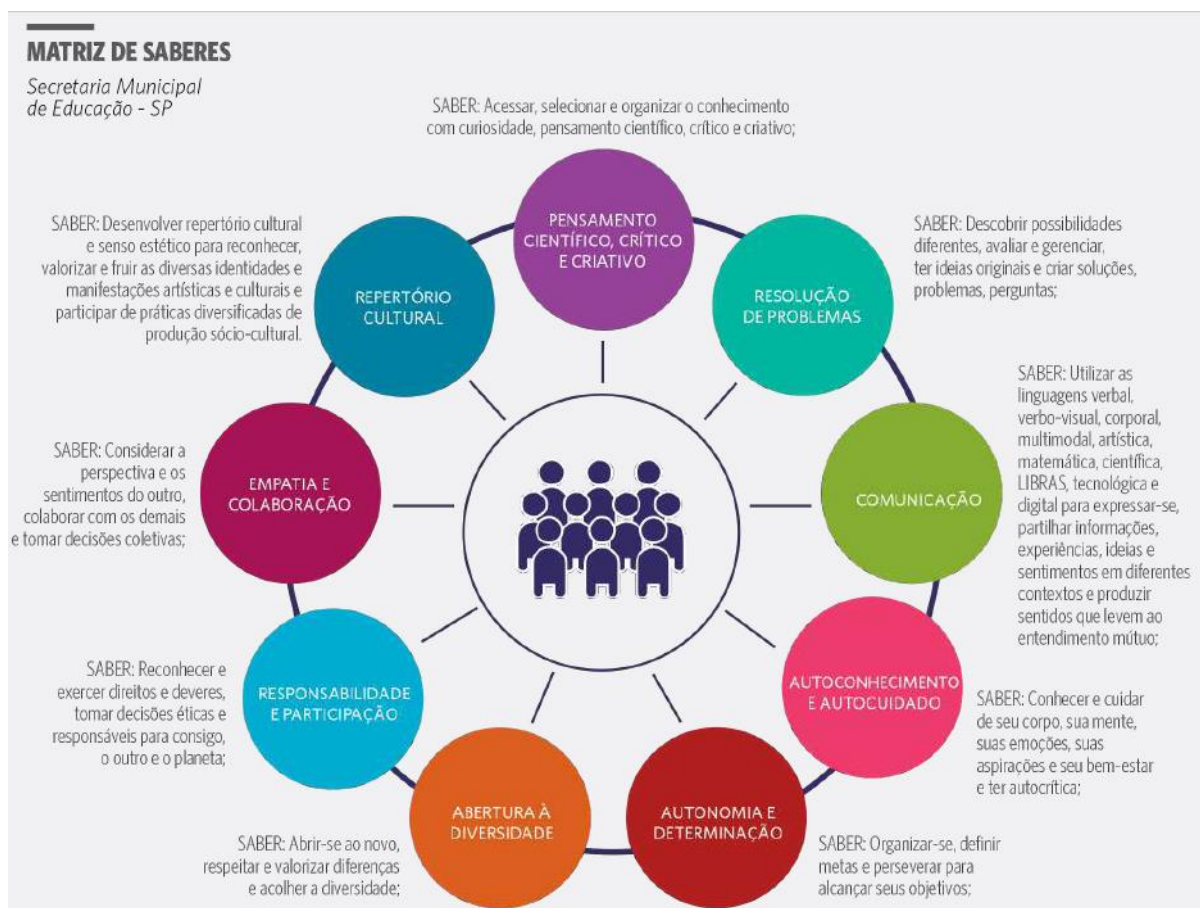 MATRIZ DE SABERES
Secretaria Municipal
de Educação - SP
SABER: Acessar, selecionar e organizar o conhecimento
com curiosidade, pensamento científico, crítico e criativo;
PENSAMENTO
CIENTÍFICO, CRÍTICO
E CRIATIVO
SABER: Descobrir possibilidades
diferentes, avaliar e gerenciar,
ter ideias originais e criar soluções,
problemas, perguntas;
RESOLUÇÃO
DE PROBLEMAS
SABER: Utilizar as
linguagens verbal,
verbo-visual, corporal,
multimodal, artística,
matemática, científica,
LIBRAS, tecnológica e
digital para expressar-se,
partilhar informações,
experiências, ideias e
sentimentos em diferentes
contextos e produzir
sentidos que levem ao
entendimento mútuo;
COMUNICAÇÃO
AUTOCONHECIMENTO
E AUTOCUIDADO
SABER: Conhecer e cuidar
de seu corpo, sua mente,
suas emoções, suas
aspirações e seu bem-estar
e ter autocrítica;
AUTONOMIA E
DETERMINAÇÃO
SABER: Organizar-se, definir
metas e perseverar para
alcançar seus objetivos;
ABERTURA À
DIVERSIDADE
SABER: Abrir-se ao novo,
respeitar e valorizar diferenças
e acolher a diversidade;
RESPONSABILIDADE
E PARTICIPAÇÃO
SABER: Reconhecer e
exercer direitos e deveres,
tomar decisões éticas e
responsáveis para consigo,
o outro e o planeta;
EMPATIA E
COLABORAÇÃO
SABER: Considerar a
perspectiva e os
sentimentos do outro,
colaborar com os demais
e tomar decisões coletivas;
REPERTÓRIO
CULTURAL
SABER: Desenvolver repertório cultural
e senso estético para reconhecer,
valorizar e fruir as diversas identidades e
manifestações artísticas e culturais e
participar de práticas diversificadas de
produção sócio-cultural.